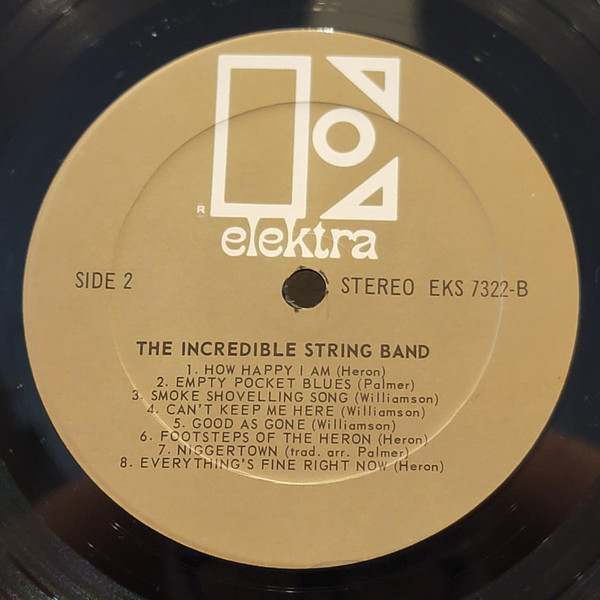 R
elektra
SIDE 2
STEREO EKS 7322-B
THE INCREDIBLE STRING BAND
1. HOW HAPPY I AM (Heron)
2. EMPTY POCKET BLUES (Palmer)
3. SMOKE SHOVELLING SONG (Williamson)
4. CAN'T KEEP ME HERE (Williamson)
5. GOOD AS GONE (Williamson)
6. FOOTSTEPS OF THE HERON (Heron)
7. NIGGERTOWN (trad. arr. Palmer)
8. EVERYTHING'S FINE RIGHT NOW (Heron)